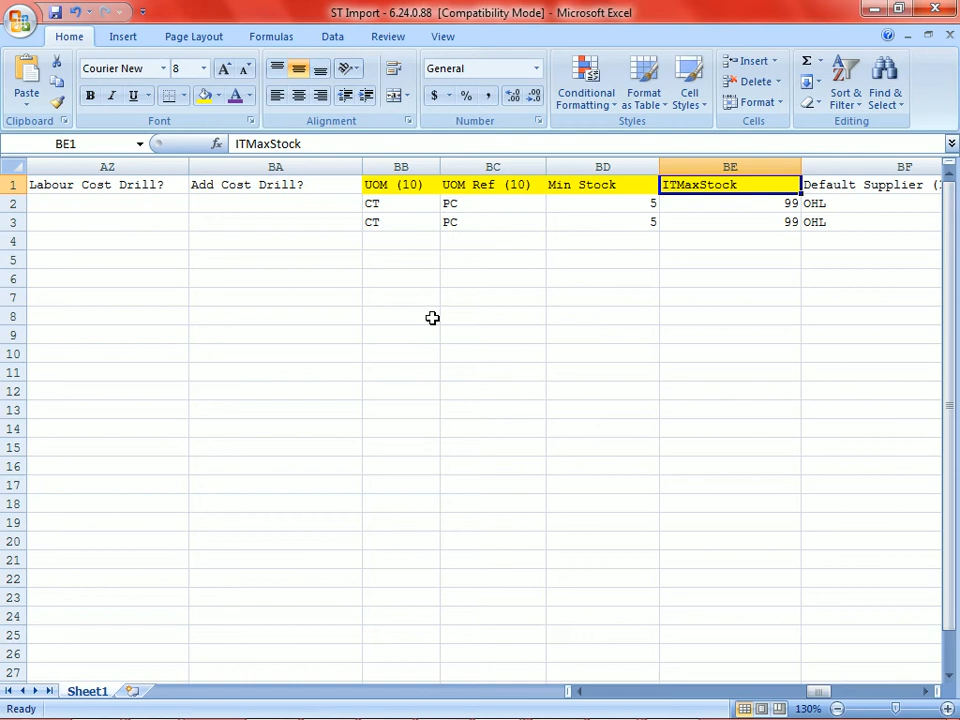 ST Import - 6.24.0.88 [Compatibility Mode] - Microsoft Excel
Home Insert Page Layout Formulas Data Review View
Paste Courier New 8 General Conditional Formatting Format as Table Cell Styles Insert Delete Format Sort & Filter Find & Select
Clipboard Font Alignment Number Styles Cells Editing
BE1 fx ITMaxStock
AZ BA BB BC BD BE BF
1 Labour Cost Drill? Add Cost Drill? UOM (10) UOM Ref (10) Min Stock ITMaxStock Default Supplier (
2 CT PC 5 99 OHL
3 CT PC 5 99 OHL
4
5
6
7
8
9
10
11
12
13
14
15
16
17
18
19
20
21
22
23
24
25
26
27
Sheet1
Ready 130%